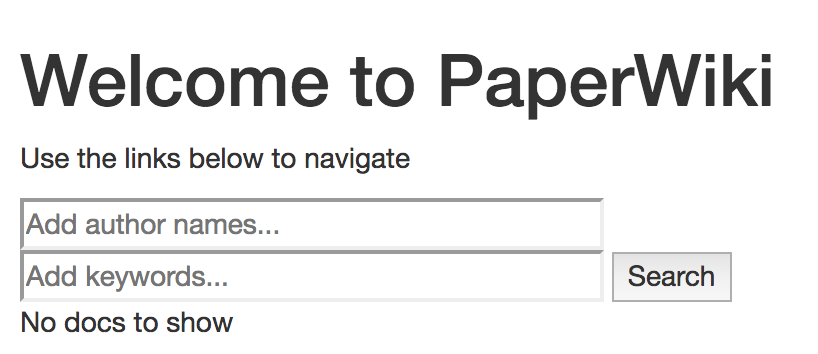 Welcome to PaperWiki
Use the links below to navigate
Add author names...
Add keywords...
Search
No docs to show